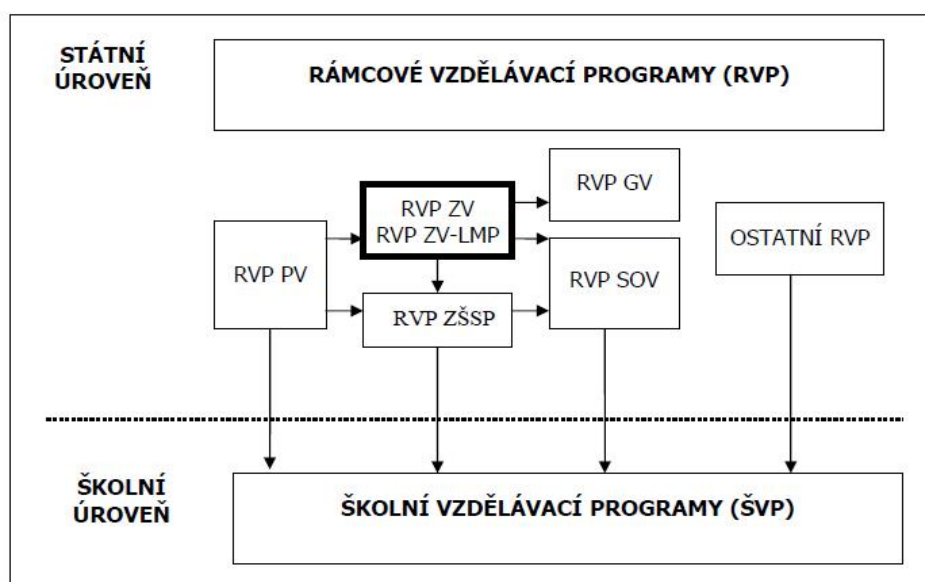 STÁTNÍ
ÚROVEŇ
RÁMCOVÉ VZDĚLÁVACÍ PROGRAMY (RVP)
RVP GV
RVP ZV
RVP ZV-LMP
OSTATNÍ RVP
RVP PV
RVP SOV
RVP ZŠSP
ŠKOLNÍ
ÚROVEŇ
ŠKOLNÍ VZDĚLÁVACÍ PROGRAMY (ŠVP)